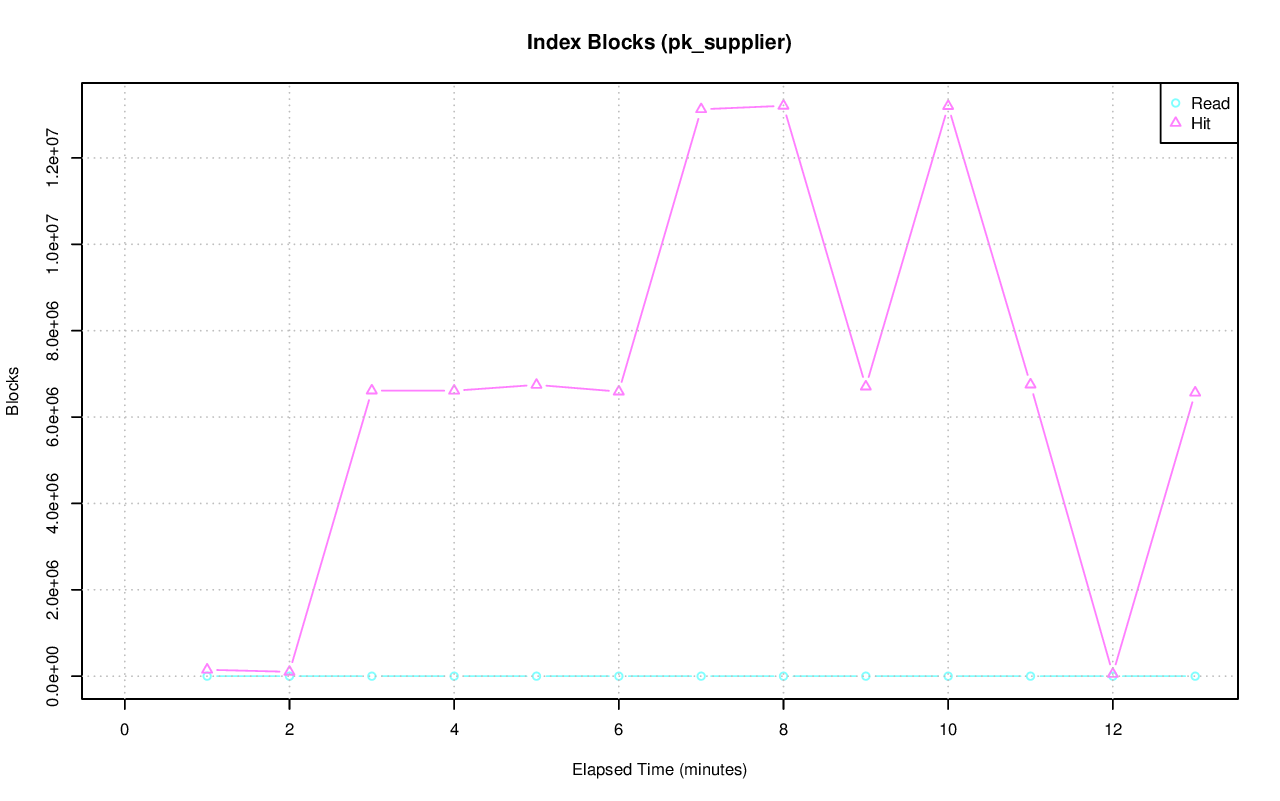 Index Blocks (pk_supplier)
Read
Hit
1.2e+07
1.0e+07
8.0e+06
6.0e+06
4.0e+06
2.0e+06
0.0e+00
Blocks
0 2 4 6 8 10 12
Elapsed Time (minutes)